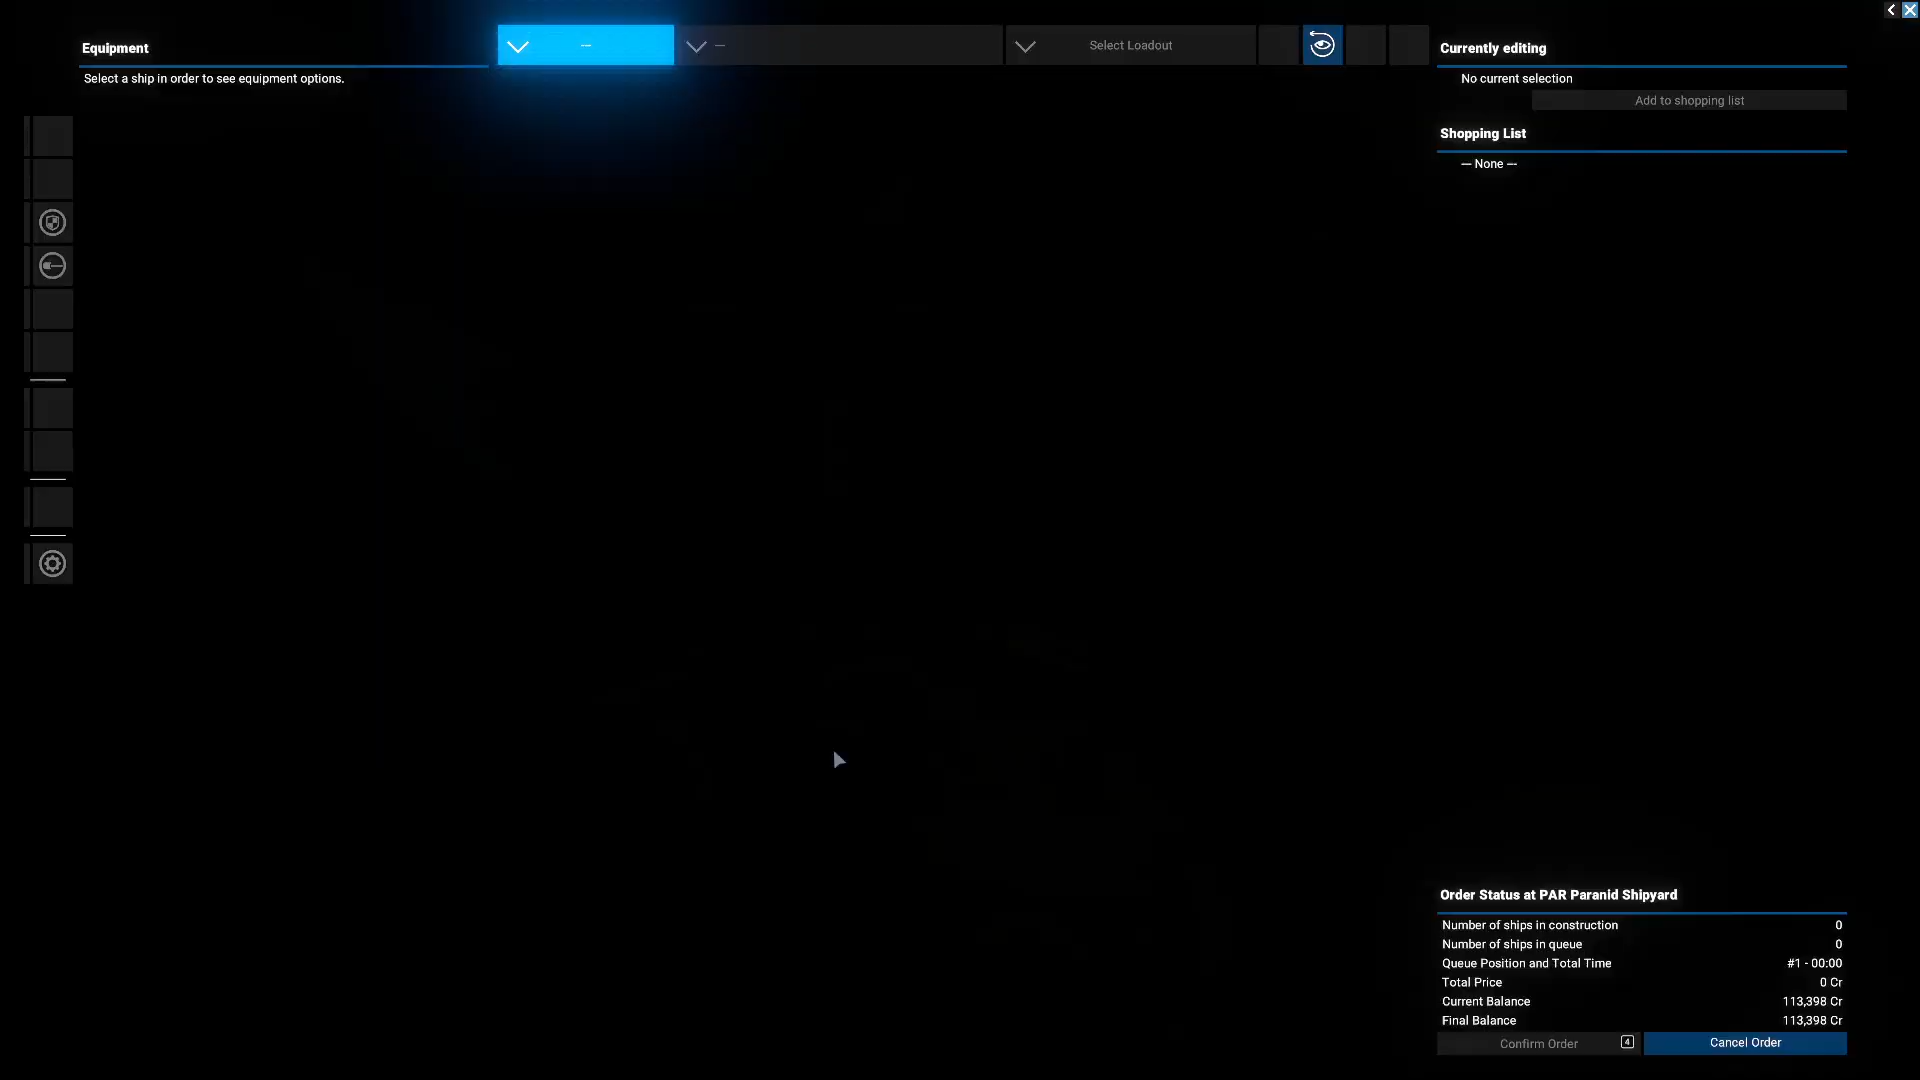 Equipment
Select a ship in order to see equipment options.
---
---
Select Loadout
Currently editing
No current selection
Add to shopping list
Shopping List
--- None ---
Order Status at PAR Paranid Shipyard
Number of ships in construction 0
Number of ships in queue 0
Queue Position and Total Time #1 - 00:00
Total Price 0 Cr
Current Balance 113,398 Cr
Final Balance 113,398 Cr
Confirm Order 4
Cancel Order